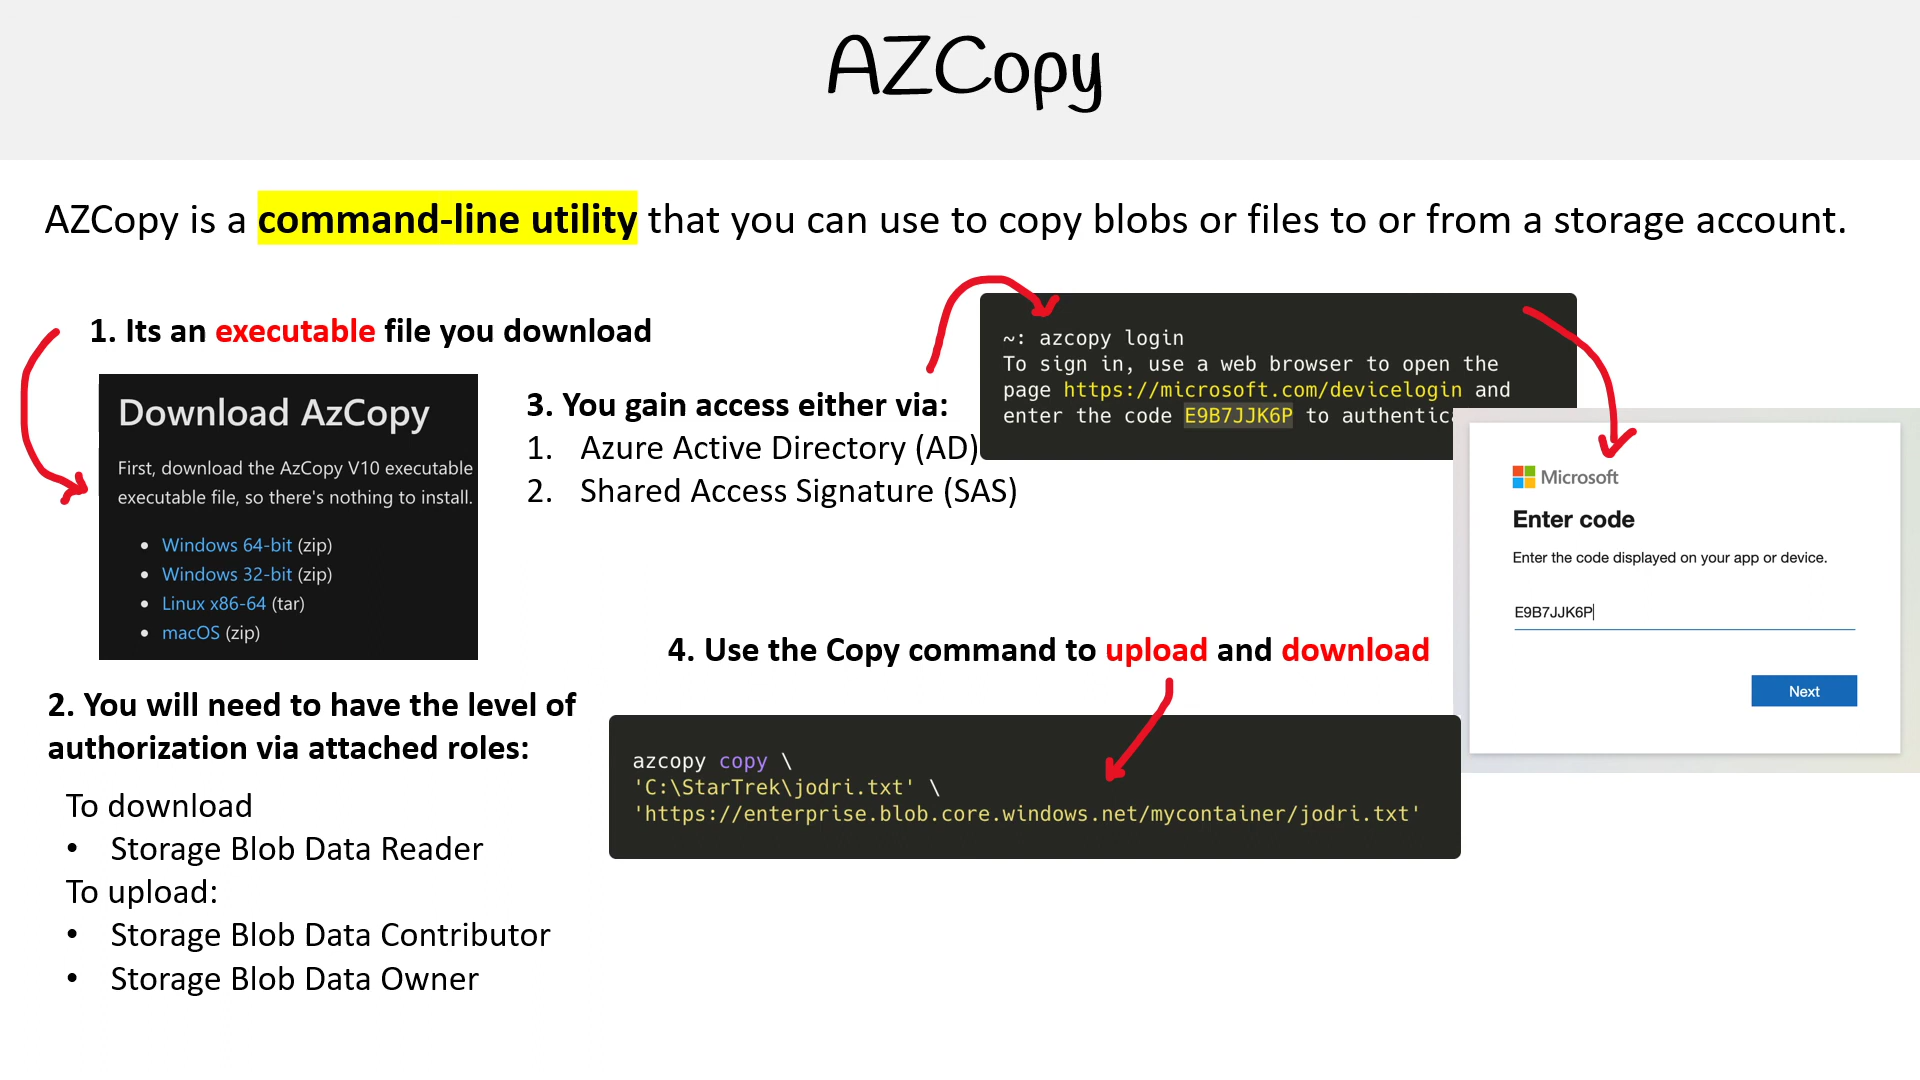 AZCopy
AZCopy is a command-line utility that you can use to copy blobs or files to or from a storage account.
1. Its an executable file you download
Download AzCopy
First, download the AzCopy V10 executable
executable file, so there's nothing to install.
• Windows 64-bit (zip)
• Windows 32-bit (zip)
• Linux x86-64 (tar)
• macOS (zip)
2. You will need to have the level of
authorization via attached roles:
To download
• Storage Blob Data Reader
To upload:
• Storage Blob Data Contributor
• Storage Blob Data Owner
3. You gain access either via:
1. Azure Active Directory (AD)
2. Shared Access Signature (SAS)
~: azcopy login
To sign in, use a web browser to open the
page https://microsoft.com/devicelogin and
enter the code E9B7JJK6P to authentica
Microsoft
Enter code
Enter the code displayed on your app or device.
E9B7JJK6P
Next
4. Use the Copy command to upload and download
azcopy copy \
'C:\StarTrek\jodri.txt' \
'https://enterprise.blob.core.windows.net/mycontainer/jodri.txt'